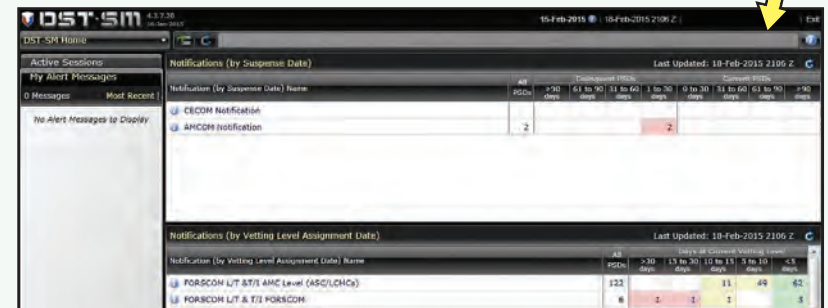 DST-SM 4.3.7.20
15-Feb-2015 18-Feb-2015 2106 Z Exit
DST-SM Home
Active Sessions
My Alert Messages
0 Messages Most Recent
No Alert Messages to Display
Notifications (by Suspense Date) Last Updated: 18-Feb-2015 2106 Z
Delinquent PSDs Current PSDs
Notification (by Suspense Date) Name All PSDs >90 days 61 to 90 days 31 to 60 days 1 to 30 days 0 to 30 days 31 to 60 days 61 to 90 days >90 days
CECOM Notification
AMCOM Notification 2 2
Notifications (by Vetting Level Assignment Date) Last Updated: 18-Feb-2015 2106 Z
Days at Current Vetting Level
Notification (by Vetting Level Assignment Date) Name All PSDs >30 days 15 to 30 days 10 to 15 days 5 to 10 days <5 days
FORSCOM L/T &T/I AMC Level (ASC/LCMCs) 122 11 49 62
FORSCOM L/T & T/I FORSCOM 6 1 1 1 3